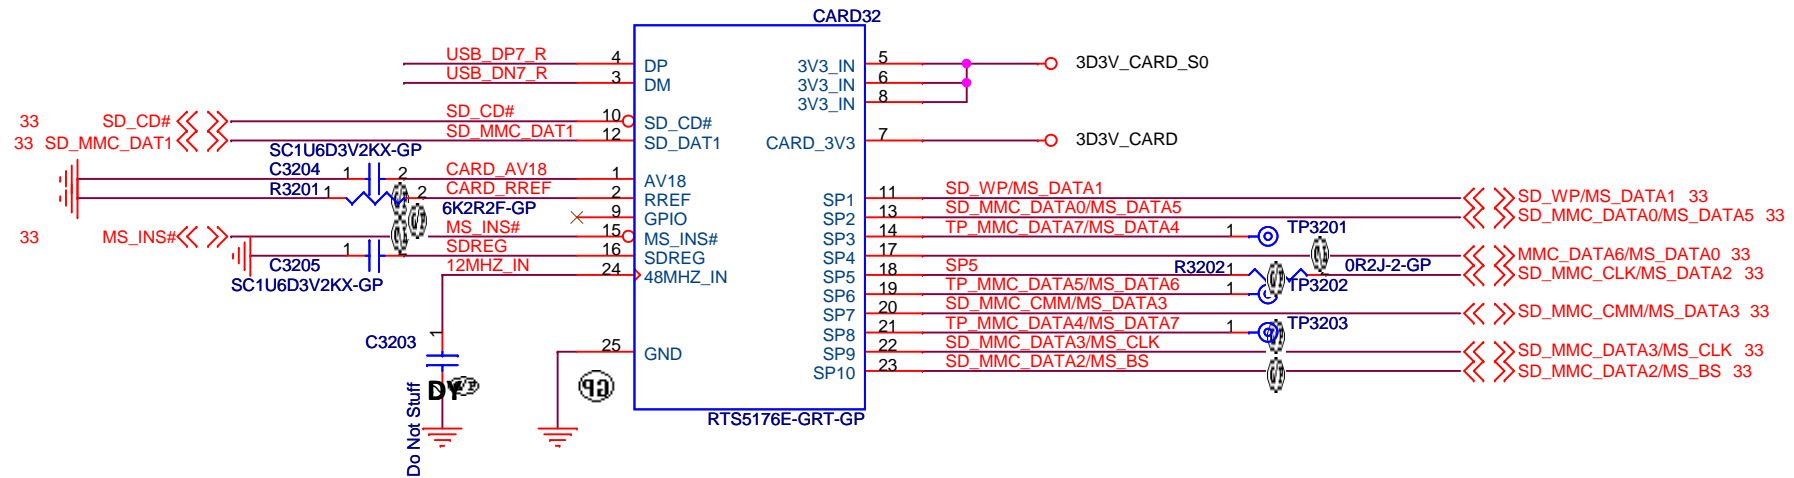 CARD32
USB_DP7_R 4 DP
USB_DN7_R 3 DM
33 SD_CD# SD_CD# 10 SD_CD#
33 SD_MMC_DAT1 SD_MMC_DAT1 12 SD_DAT1
SC1U6D3V2KX-GP
C3204 1 2 CARD_AV18 1 AV18
R3201 1 2 CARD_RREF 2 RREF
6K2R2F-GP 9 GPIO
33 MS_INS# MS_INS# 15 MS_INS#
C3205 1 SDREG 16 SDREG
SC1U6D3V2KX-GP
12MHZ_IN 24 48MHZ_IN
1
C3203
DY
Do Not Stuff
25 GND
GP
3V3_IN 5 3D3V_CARD_S0
3V3_IN 6
3V3_IN 8
CARD_3V3 7 3D3V_CARD
SP1 11 SD_WP/MS_DATA1 SD_WP/MS_DATA1 33
SP2 13 SD_MMC_DATA0/MS_DATA5 SD_MMC_DATA0/MS_DATA5 33
SP3 14 TP_MMC_DATA7/MS_DATA4 1 TP3201
SP4 17 MMC_DATA6/MS_DATA0 33
SP5 18 SP5 R3202 1 0R2J-2-GP SD_MMC_CLK/MS_DATA2 33
SP6 19 TP_MMC_DATA5/MS_DATA6 1 TP3202
SP7 20 SD_MMC_CMM/MS_DATA3 SD_MMC_CMM/MS_DATA3 33
SP8 21 TP_MMC_DATA4/MS_DATA7 1 TP3203
SP9 22 SD_MMC_DATA3/MS_CLK SD_MMC_DATA3/MS_CLK 33
SP10 23 SD_MMC_DATA2/MS_BS SD_MMC_DATA2/MS_BS 33
RTS5176E-GRT-GP